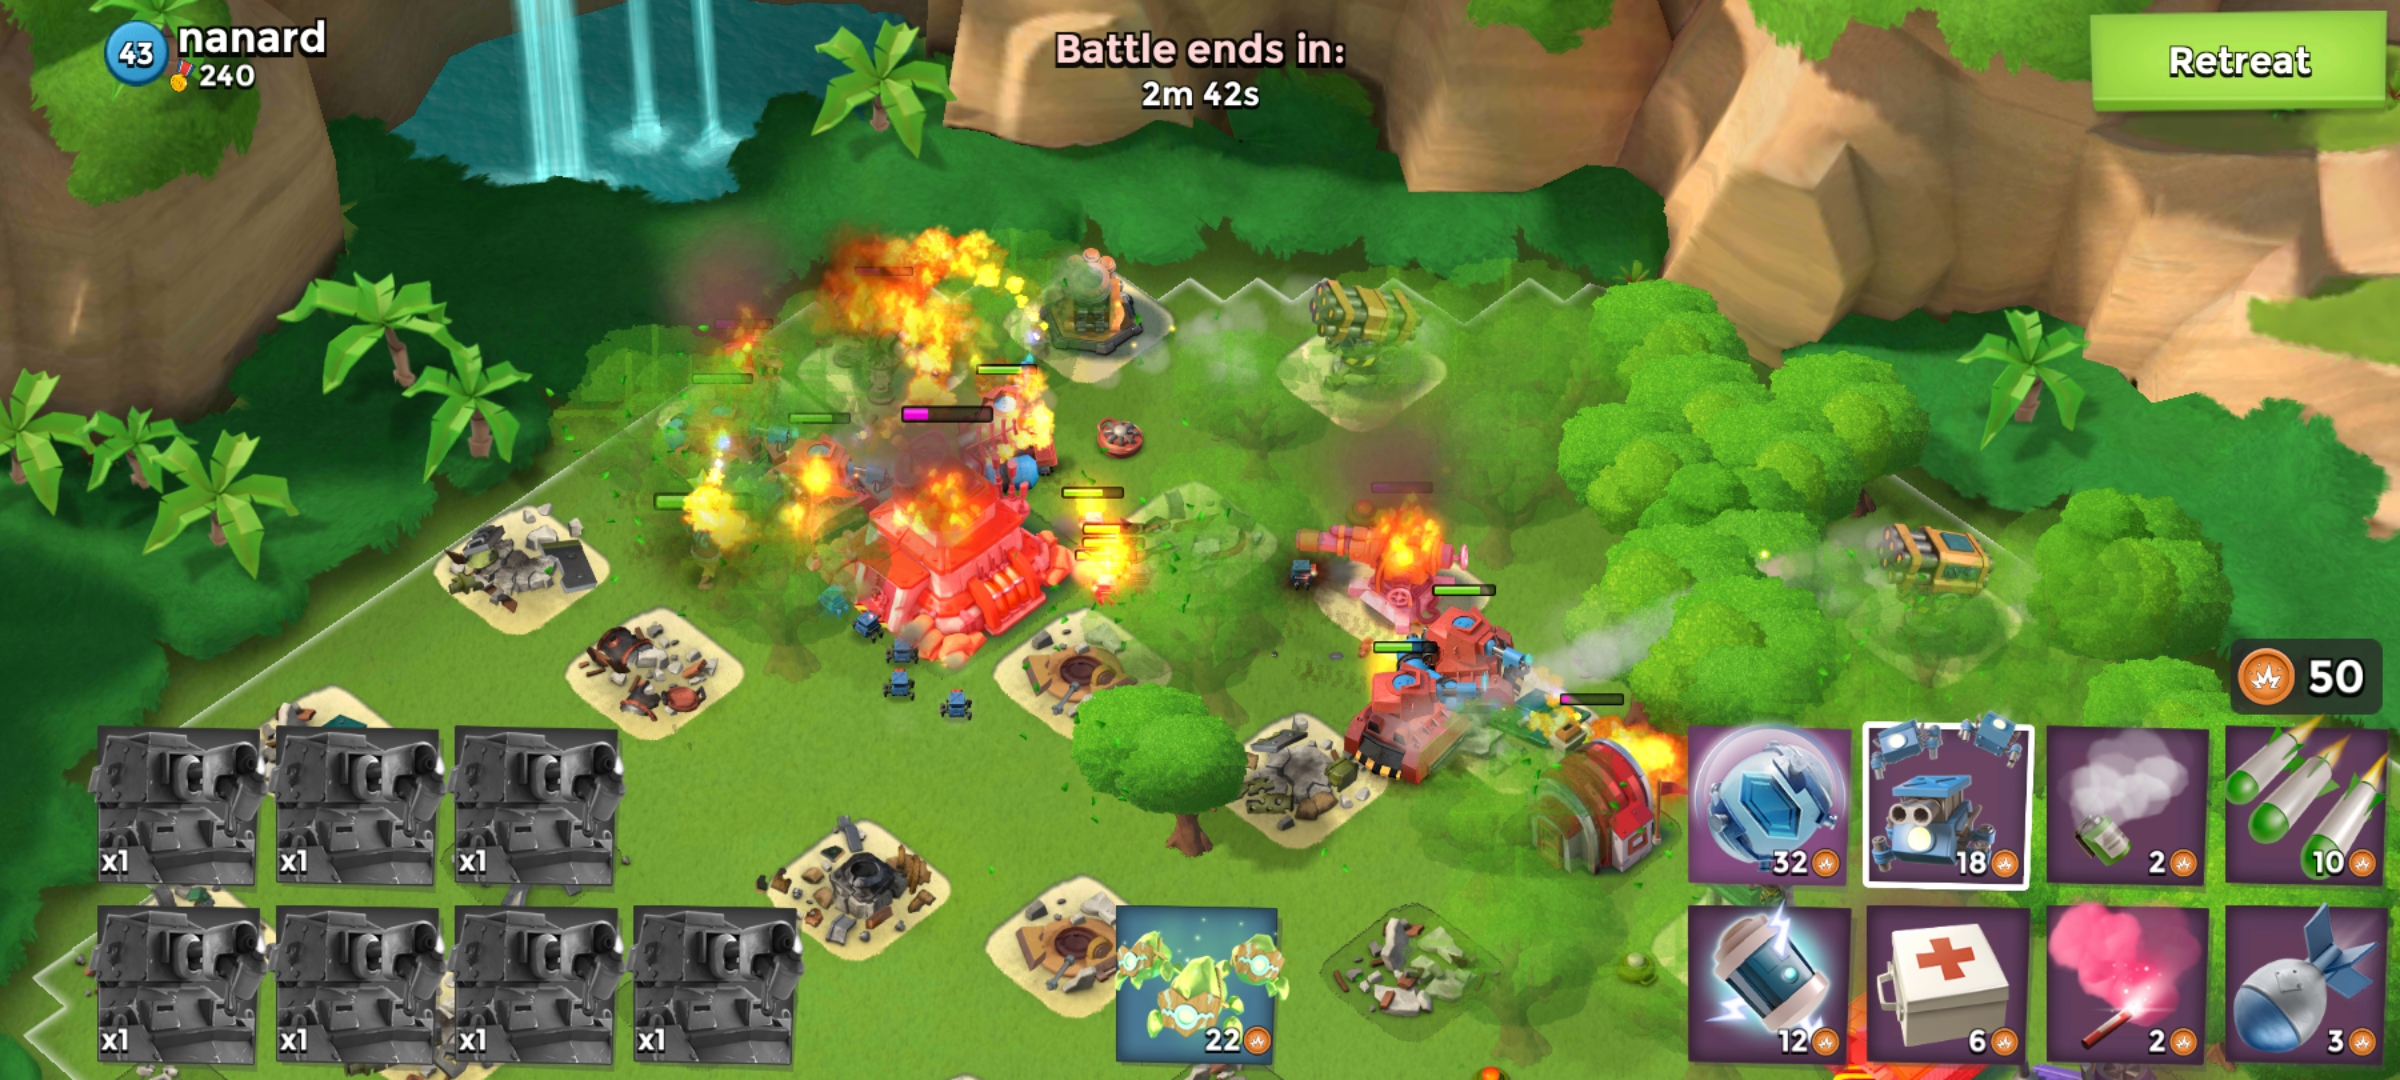 43
nanard
240
Battle ends in:
2m 42s
Retreat
50
x1
x1
x1
32
18
2
10
x1
x1
x1
x1
22
12
6
2
3